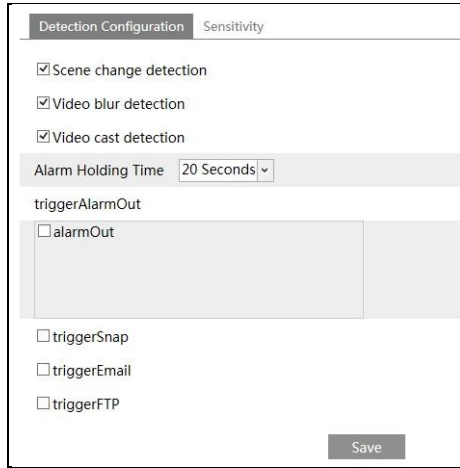 Detection Configuration Sensitivity
Scene change detection
Video blur detection
Video cast detection
Alarm Holding Time 20 Seconds
triggerAlarmOut
alarmOut
triggerSnap
triggerEmail
triggerFTP
Save